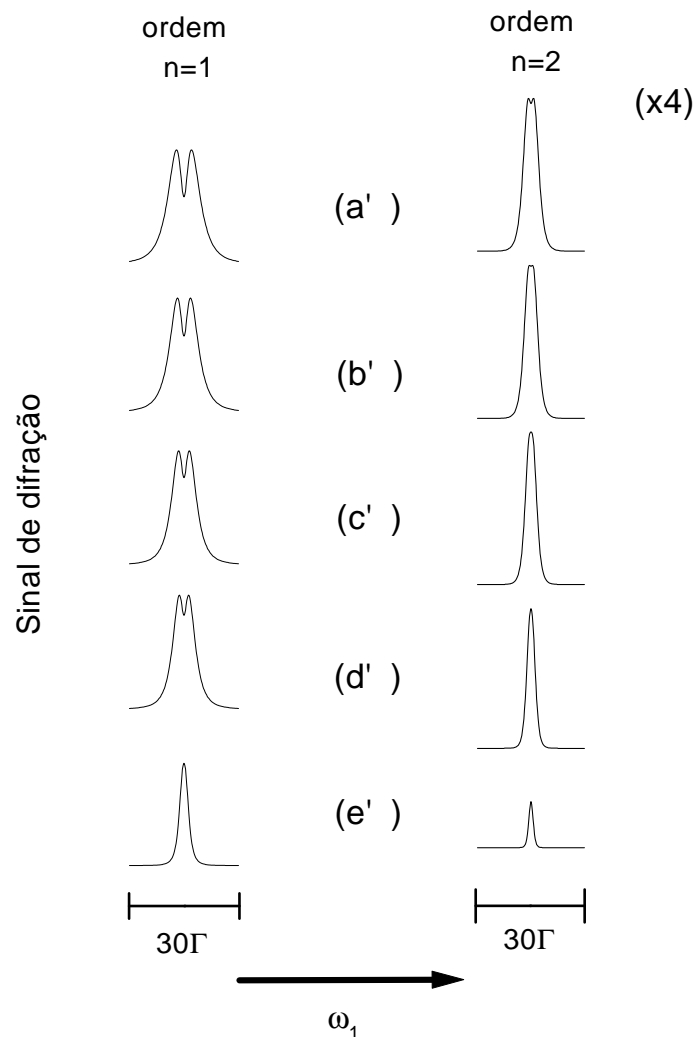 ordem
n=1
ordem
n=2
(x4)
(a' )
(b' )
(c' )
(d' )
(e' )
Sinal de difração
30Γ
30Γ
ω₁